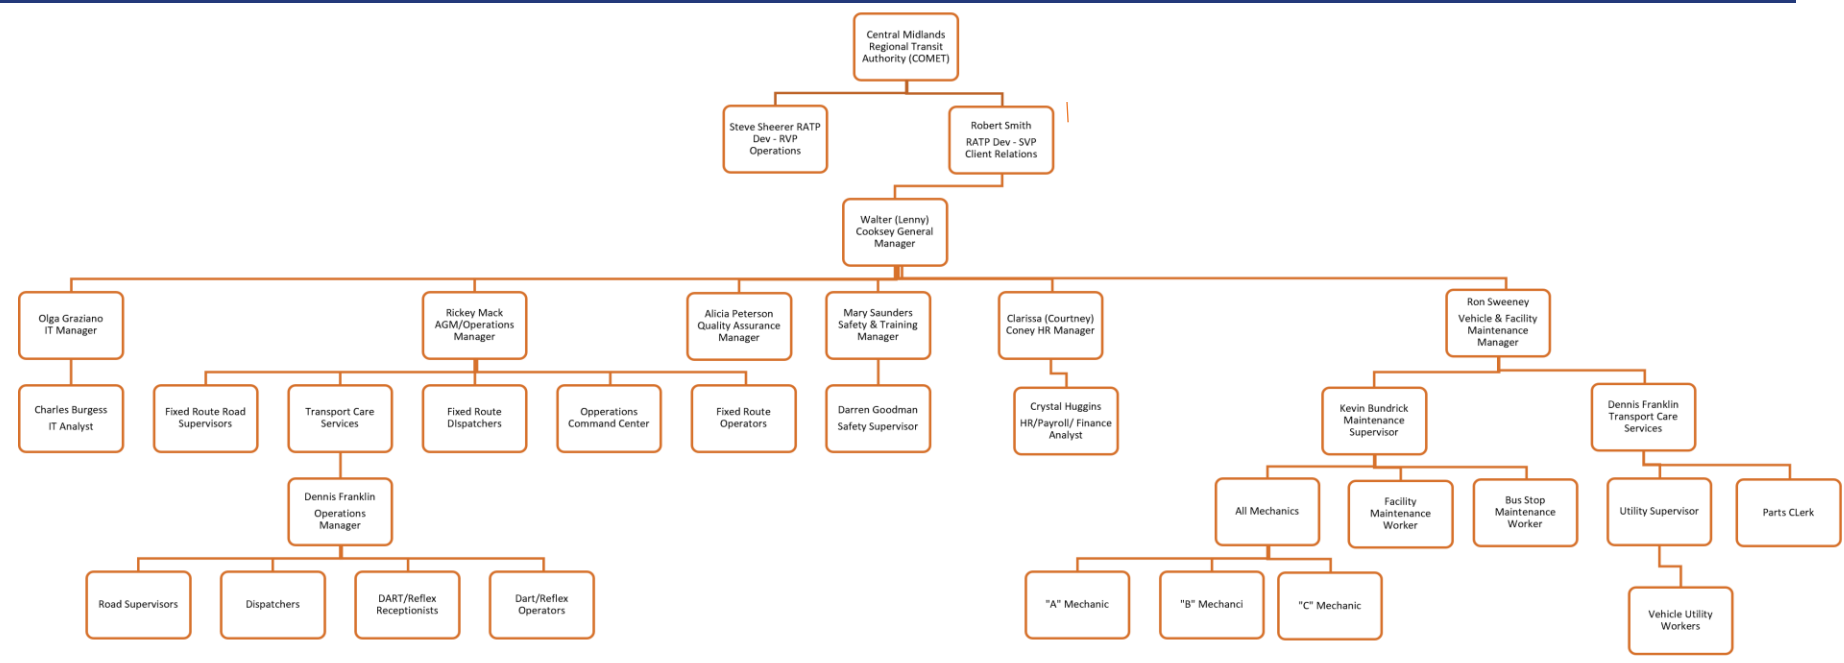 Central Midlands
Regional Transit
Authority (COMET)
Steve Sheerer RATP
Dev - RVP
Operations
Robert Smith
RATP Dev - SVP
Client Relations
Walter (Lenny)
Cooksey General
Manager
Olga Graziano
IT Manager
Rickey Mack
AGM/Operations
Manager
Alicia Peterson
Quality Assurance
Manager
Mary Saunders
Safety & Training
Manager
Clarissa (Courtney)
Coney HR Manager
Ron Sweeney
Vehicle & Facility
Maintenance
Manager
Charles Burgess
IT Analyst
Fixed Route Road
Supervisors
Transport Care
Services
Fixed Route
DIspatchers
Opperations
Command Center
Fixed Route
Operators
Darren Goodman
Safety Supervisor
Crystal Huggins
HR/Payroll/ Finance
Analyst
Kevin Bundrick
Maintenance
Supervisor
Dennis Franklin
Transport Care
Services
Dennis Franklin
Operations
Manager
All Mechanics
Facility
Maintenance
Worker
Bus Stop
Maintenance
Worker
Utility Supervisor
Parts CLerk
Road Supervisors
Dispatchers
DART/Reflex
Receptionists
Dart/Reflex
Operators
"A" Mechanic
"B" Mechanci
"C" Mechanic
Vehicle Utility
Workers